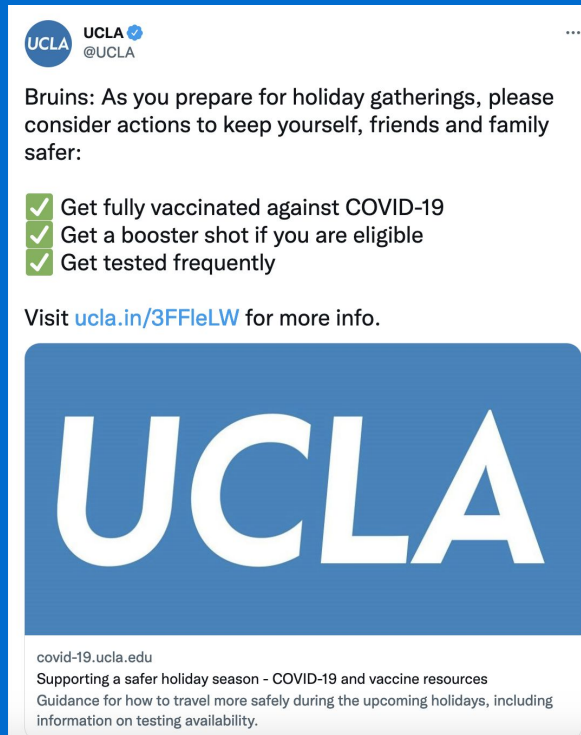 UCLA
UCLA
@UCLA
Bruins: As you prepare for holiday gatherings, please
consider actions to keep yourself, friends and family
safer:
✅ Get fully vaccinated against COVID-19
✅ Get a booster shot if you are eligible
✅ Get tested frequently
Visit ucla.in/3FFleLW for more info.
UCLA
covid-19.ucla.edu
Supporting a safer holiday season - COVID-19 and vaccine resources
Guidance for how to travel more safely during the upcoming holidays, including
information on testing availability.